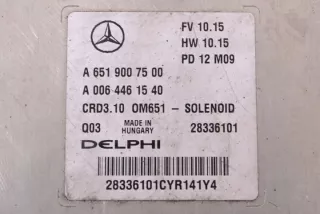 FV 10.15
HW 10.15
PD 12 M09
A 651 900 75 00
A 006 446 15 40
CRD3.10 OM651 - SOLENOID
Q03 MADE IN HUNGARY 28336101
DELPHI
28336101CYR141Y4